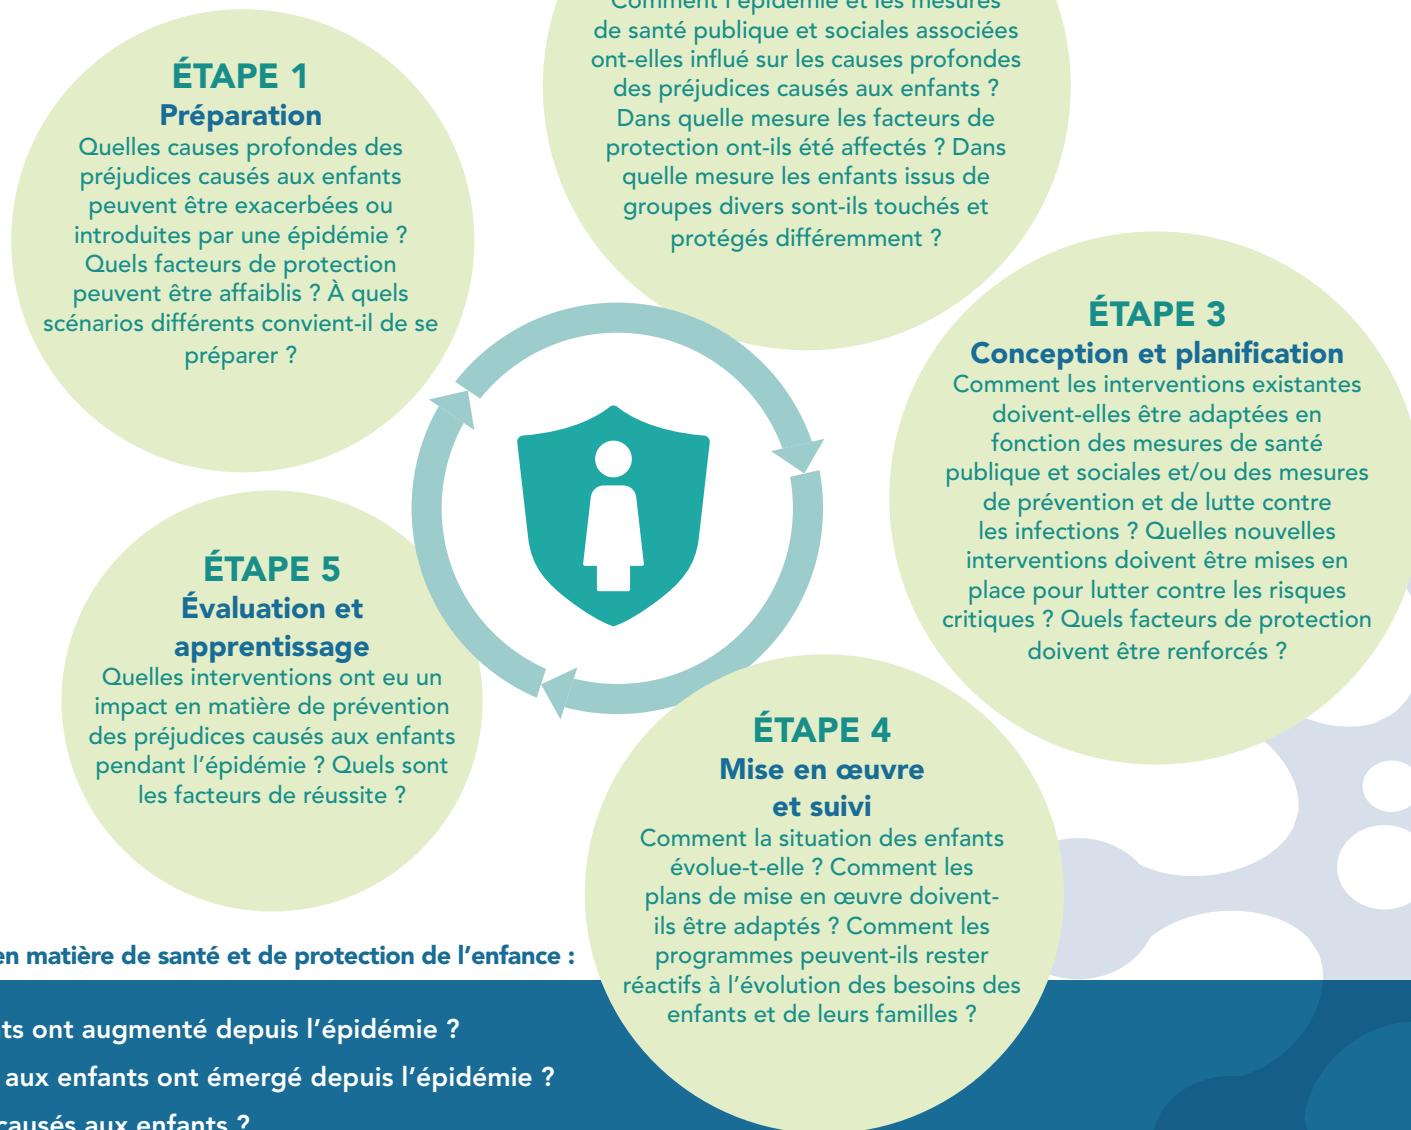 ÉTAPE 1
Préparation
Quelles causes profondes des
préjudices causés aux enfants
peuvent être exacerbées ou
introduites par une épidémie ?
Quels facteurs de protection
peuvent être affaiblis ? À quels
scénarios différents convient-il de se
préparer ?
Comment l'épidémie et les mesures
de santé publique et sociales associées
ont-elles influé sur les causes profondes
des préjudices causés aux enfants ?
Dans quelle mesure les facteurs de
protection ont-ils été affectés ? Dans
quelle mesure les enfants issus de
groupes divers sont-ils touchés et
protégés différemment ?
ÉTAPE 3
Conception et planification
Comment les interventions existantes
doivent-elles être adaptées en
fonction des mesures de santé
publique et sociales et/ou des mesures
de prévention et de lutte contre
les infections ? Quelles nouvelles
interventions doivent être mises en
place pour lutter contre les risques
critiques ? Quels facteurs de protection
doivent être renforcés ?
ÉTAPE 4
Mise en œuvre
et suivi
Comment la situation des enfants
évolue-t-elle ? Comment les
plans de mise en œuvre doivent-
ils être adaptés ? Comment les
programmes peuvent-ils rester
réactifs à l'évolution des besoins des
enfants et de leurs familles ?
ÉTAPE 5
Évaluation et
apprentissage
Quelles interventions ont eu un
impact en matière de prévention
des préjudices causés aux enfants
pendant l'épidémie ? Quels sont
les facteurs de réussite ?
en matière de santé et de protection de l'enfance :
ts ont augmenté depuis l'épidémie ?
aux enfants ont émergé depuis l'épidémie ?
causés aux enfants ?